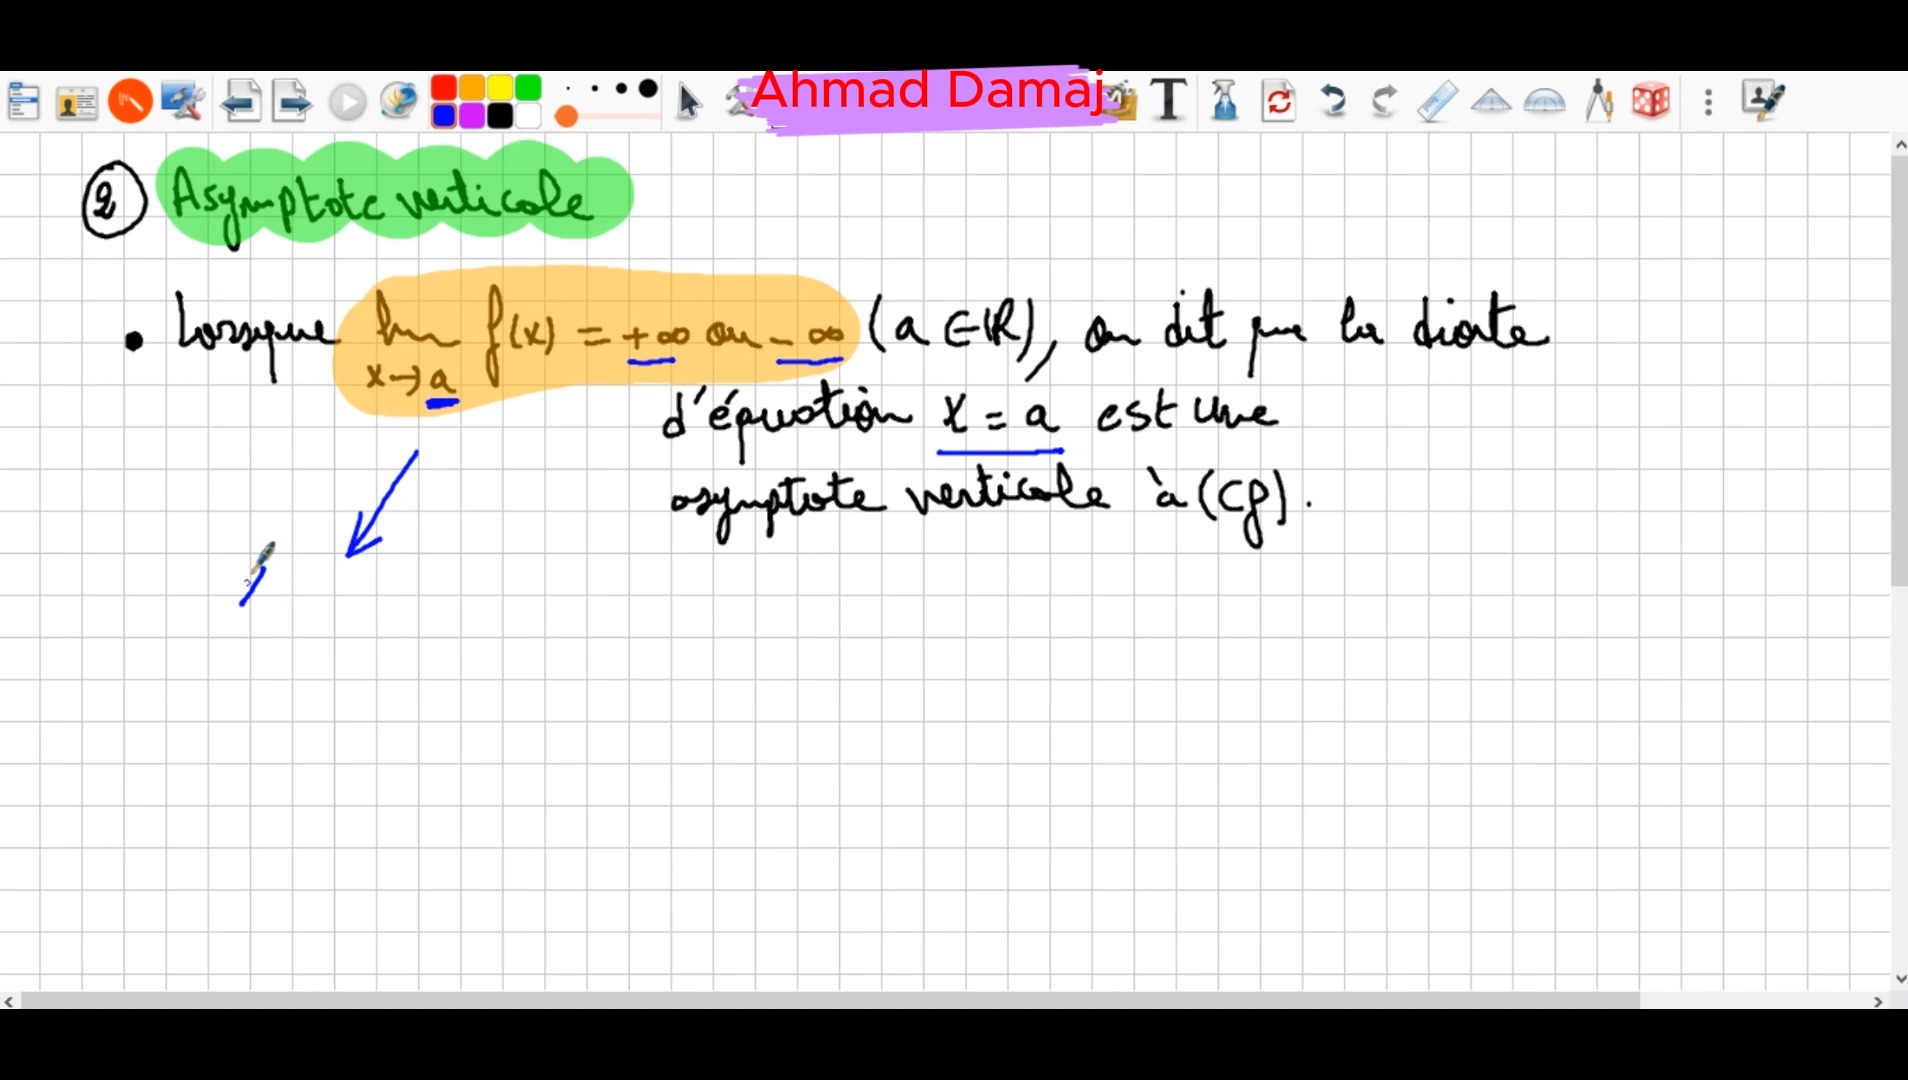 Ahmad Damaj
② Asymptote verticale
• Lorsque lim f(x) = +∞ ou -∞ (a ∈ ℝ), on dit que la droite
x→a
d'équation x = a est une
asymptote verticale à (Cf).